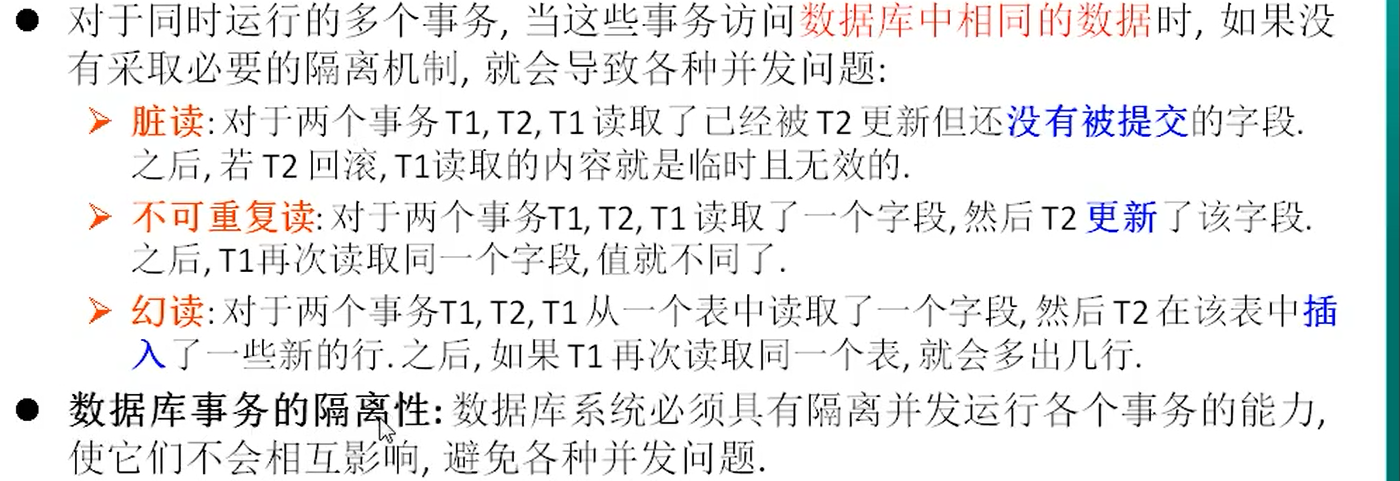 ● 对于同时运行的多个事务, 当这些事务访问数据库中相同的数据时, 如果没
有采取必要的隔离机制, 就会导致各种并发问题:
➢ 脏读: 对于两个事务 T1, T2, T1 读取了已经被 T2 更新但还没有被提交的字段.
之后, 若 T2 回滚, T1读取的内容就是临时且无效的.
➢ 不可重复读: 对于两个事务T1, T2, T1 读取了一个字段, 然后 T2 更新了该字段.
之后, T1再次读取同一个字段, 值就不同了.
➢ 幻读: 对于两个事务T1, T2, T1 从一个表中读取了一个字段, 然后 T2 在该表中插
入了一些新的行. 之后, 如果 T1 再次读取同一个表, 就会多出几行.
● 数据库事务的隔离性: 数据库系统必须具有隔离并发运行各个事务的能力,
使它们不会相互影响, 避免各种并发问题.